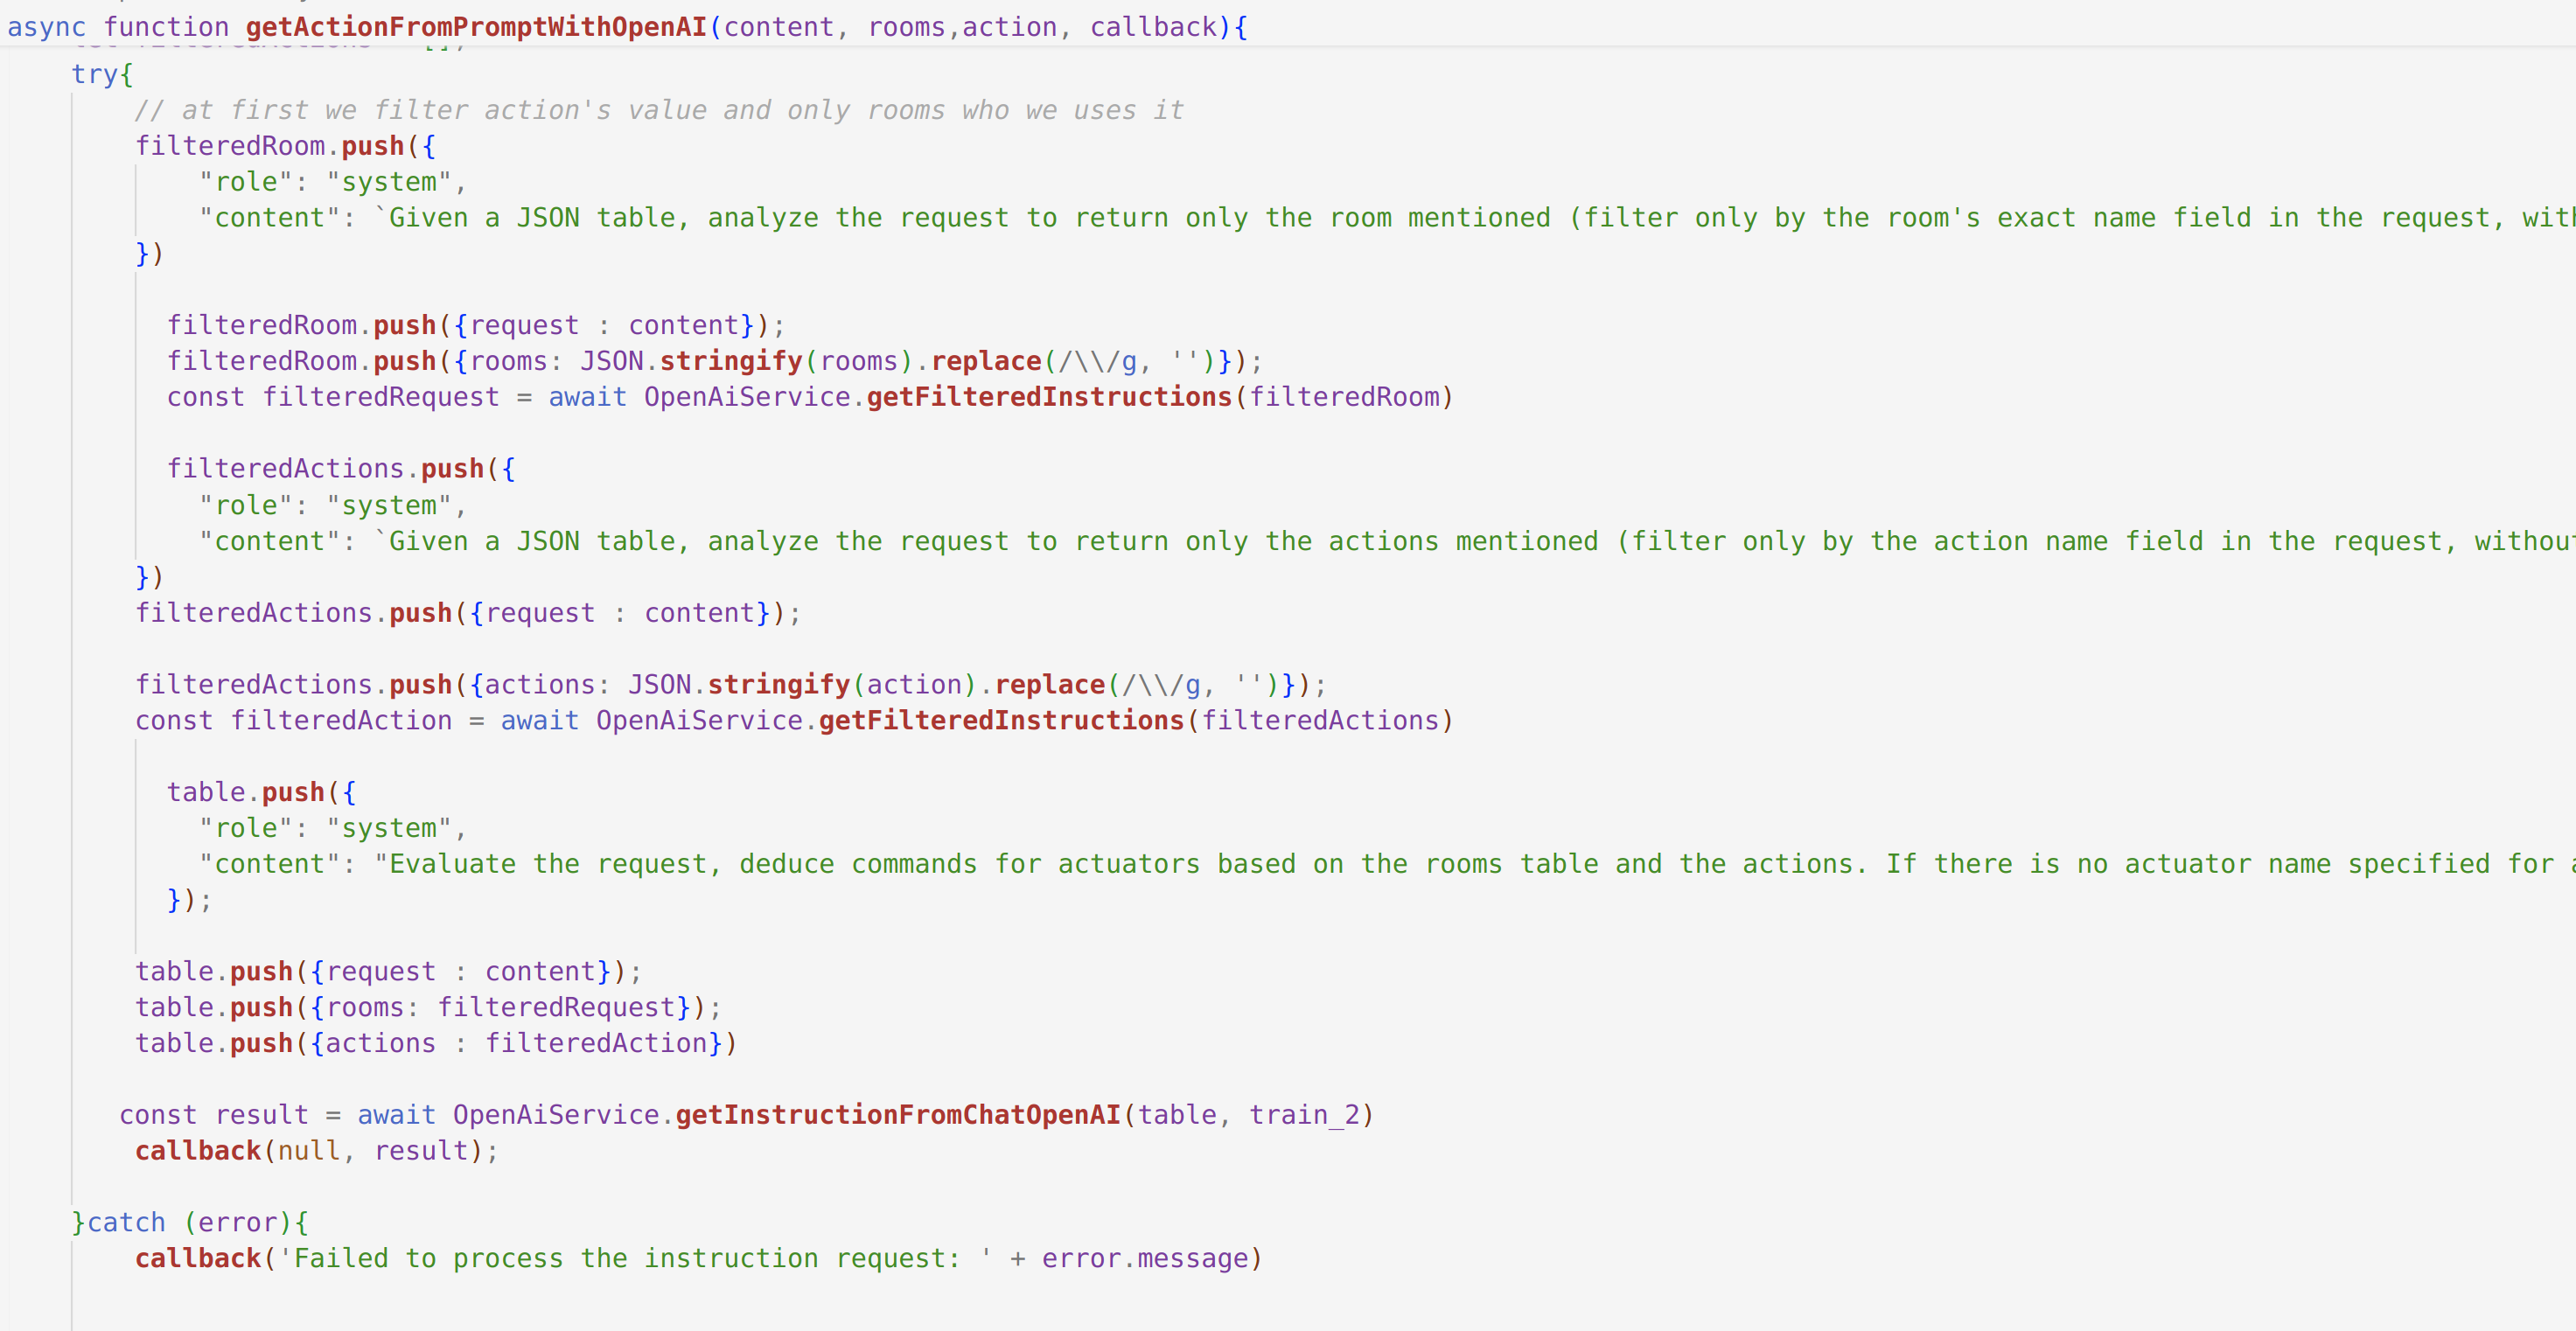 async function getActionFromPromptWithOpenAI(content, rooms,action, callback){
try{
// at first we filter action's value and only rooms who we uses it
filteredRoom.push({
"role": "system",
"content": `Given a JSON table, analyze the request to return only the room mentioned (filter only by the room's exact name field in the request,
})
filteredRoom.push({request : content});
filteredRoom.push({rooms: JSON.stringify(rooms).replace(/\\/g, '')});
const filteredRequest = await OpenAiService.getFilteredInstructions(filteredRoom)
filteredActions.push({
"role": "system",
"content": `Given a JSON table, analyze the request to return only the actions mentioned (filter only by the action name field in the request,
})
filteredActions.push({request : content});
filteredActions.push({actions: JSON.stringify(action).replace(/\\/g, '')});
const filteredAction = await OpenAiService.getFilteredInstructions(filteredActions)
table.push({
"role": "system",
"content": "Evaluate the request, deduce commands for actuators based on the rooms table and the actions. If there is no actuator name specified for
});
table.push({request : content});
table.push({rooms: filteredRequest});
table.push({actions : filteredAction})
const result = await OpenAiService.getInstructionFromChatOpenAI(table, train_2)
callback(null, result);
}catch (error){
callback('Failed to process the instruction request: ' + error.message)